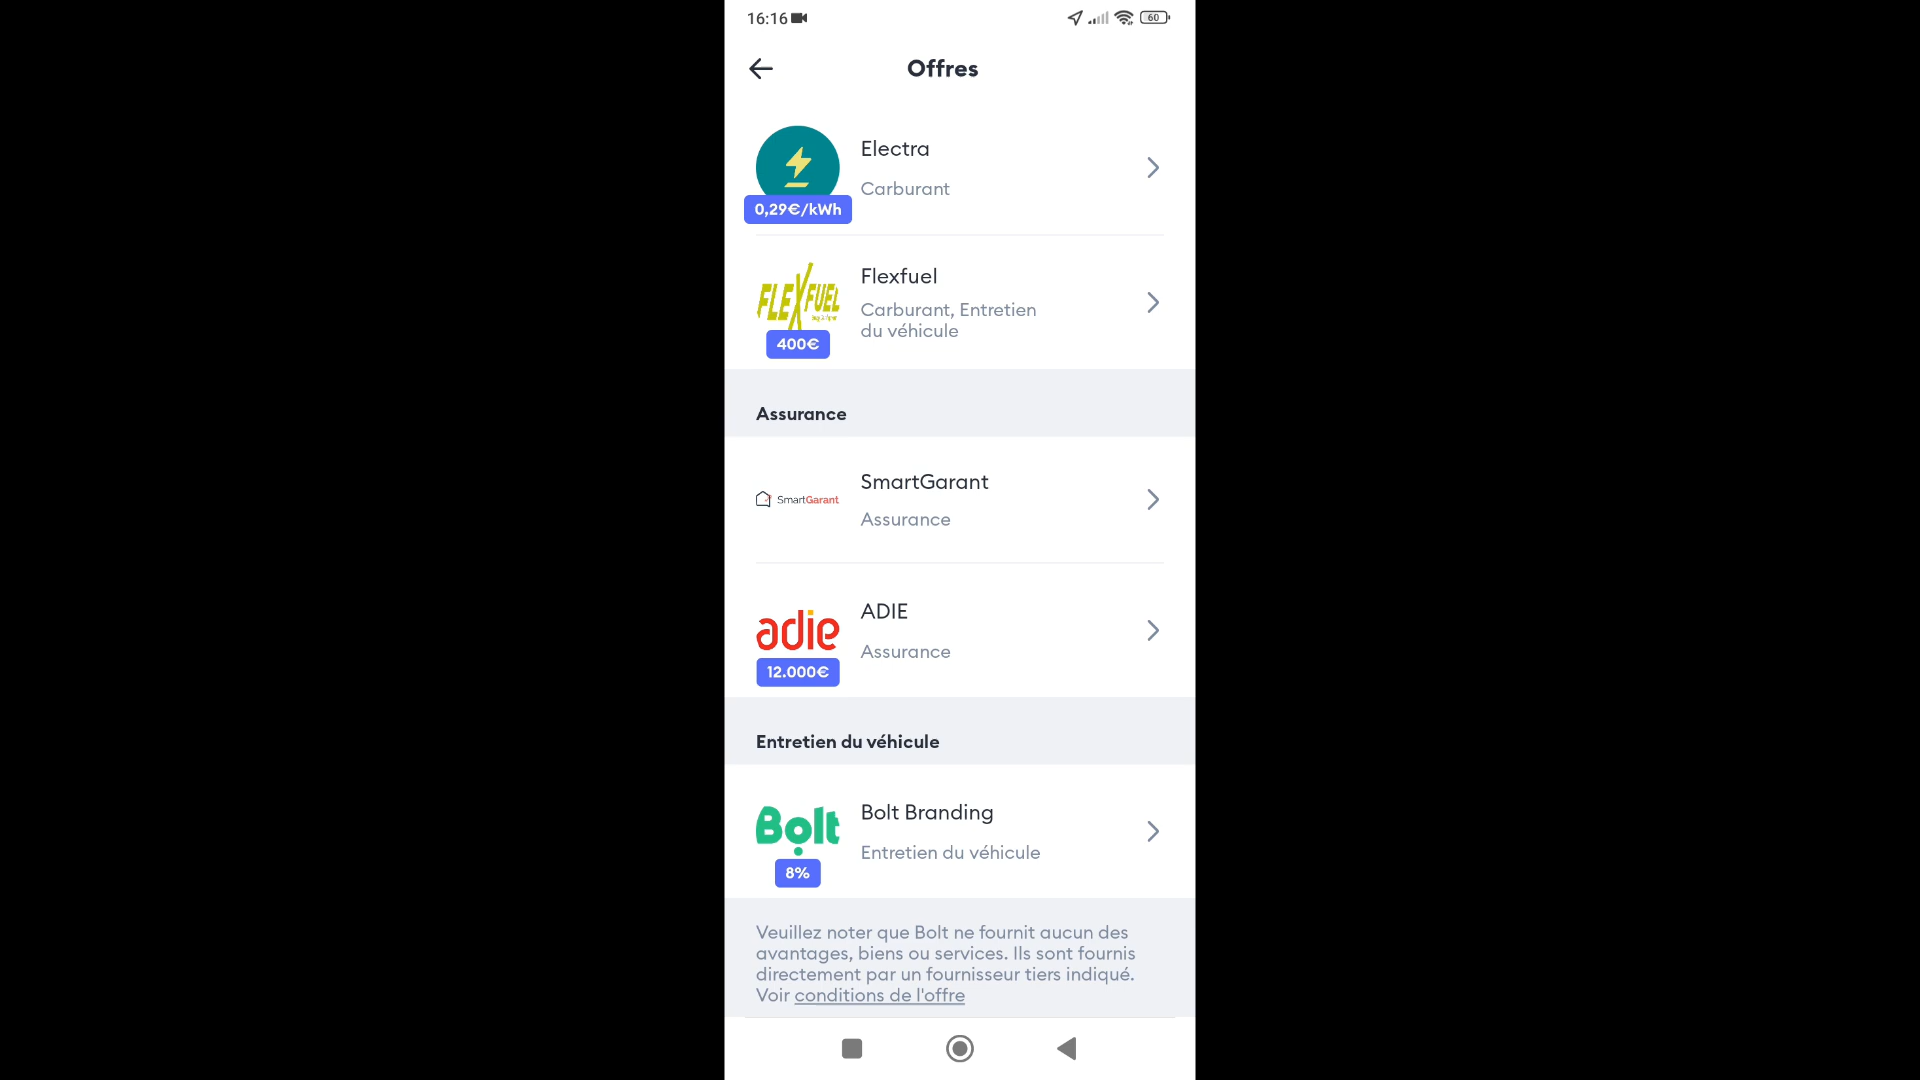 16:16
60
Offres
Electra
Carburant
0,29€/kWh
FLEXFUEL
Flexfuel
Carburant, Entretien
du véhicule
400€
Assurance
SmartGarant
SmartGarant
Assurance
adie
ADIE
Assurance
12.000€
Entretien du véhicule
Bolt
Bolt Branding
Entretien du véhicule
8%
Veuillez noter que Bolt ne fournit aucun des
avantages, biens ou services. Ils sont fournis
directement par un fournisseur tiers indiqué.
Voir conditions de l'offre